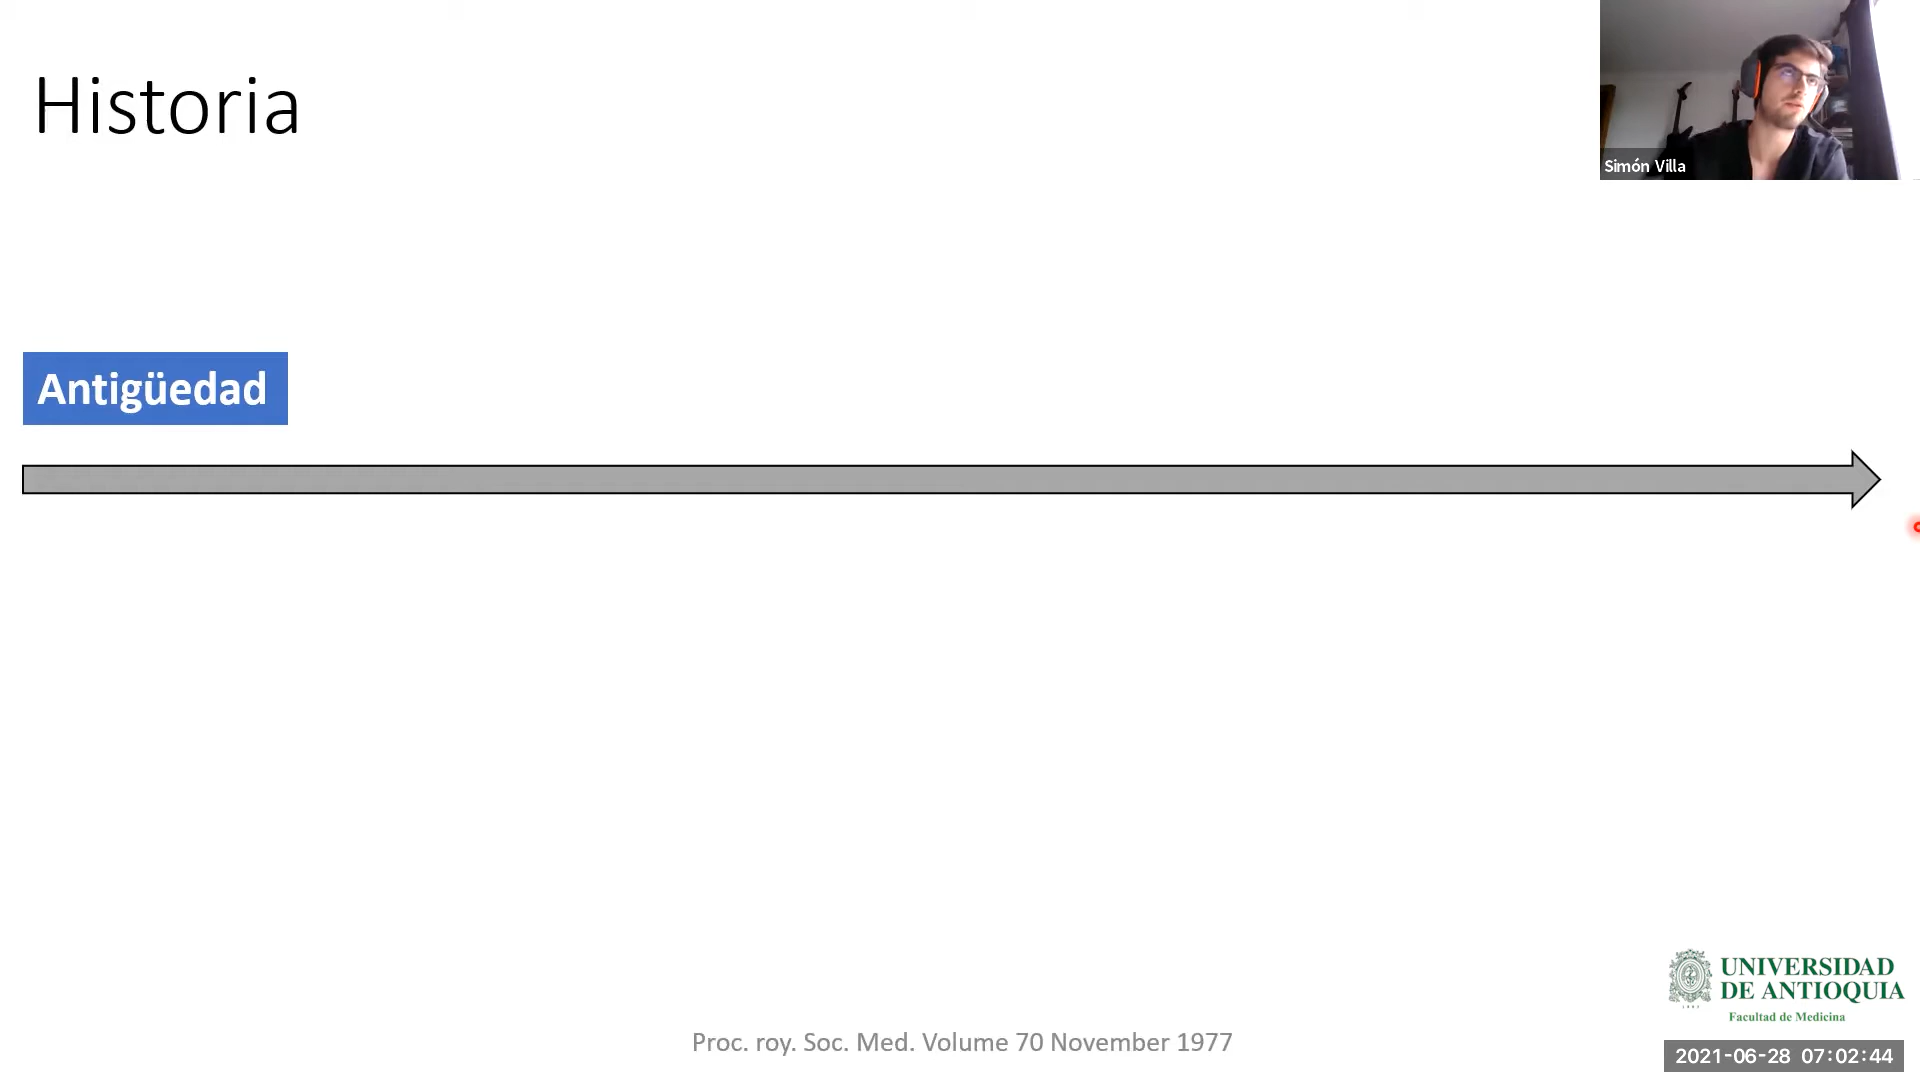 Historia
Simón Villa
Antigüedad
UNIVERSIDAD
DE ANTIOQUIA
Facultad de Medicina
Proc. roy. Soc. Med. Volume 70 November 1977
2021-06-28 07:02:44